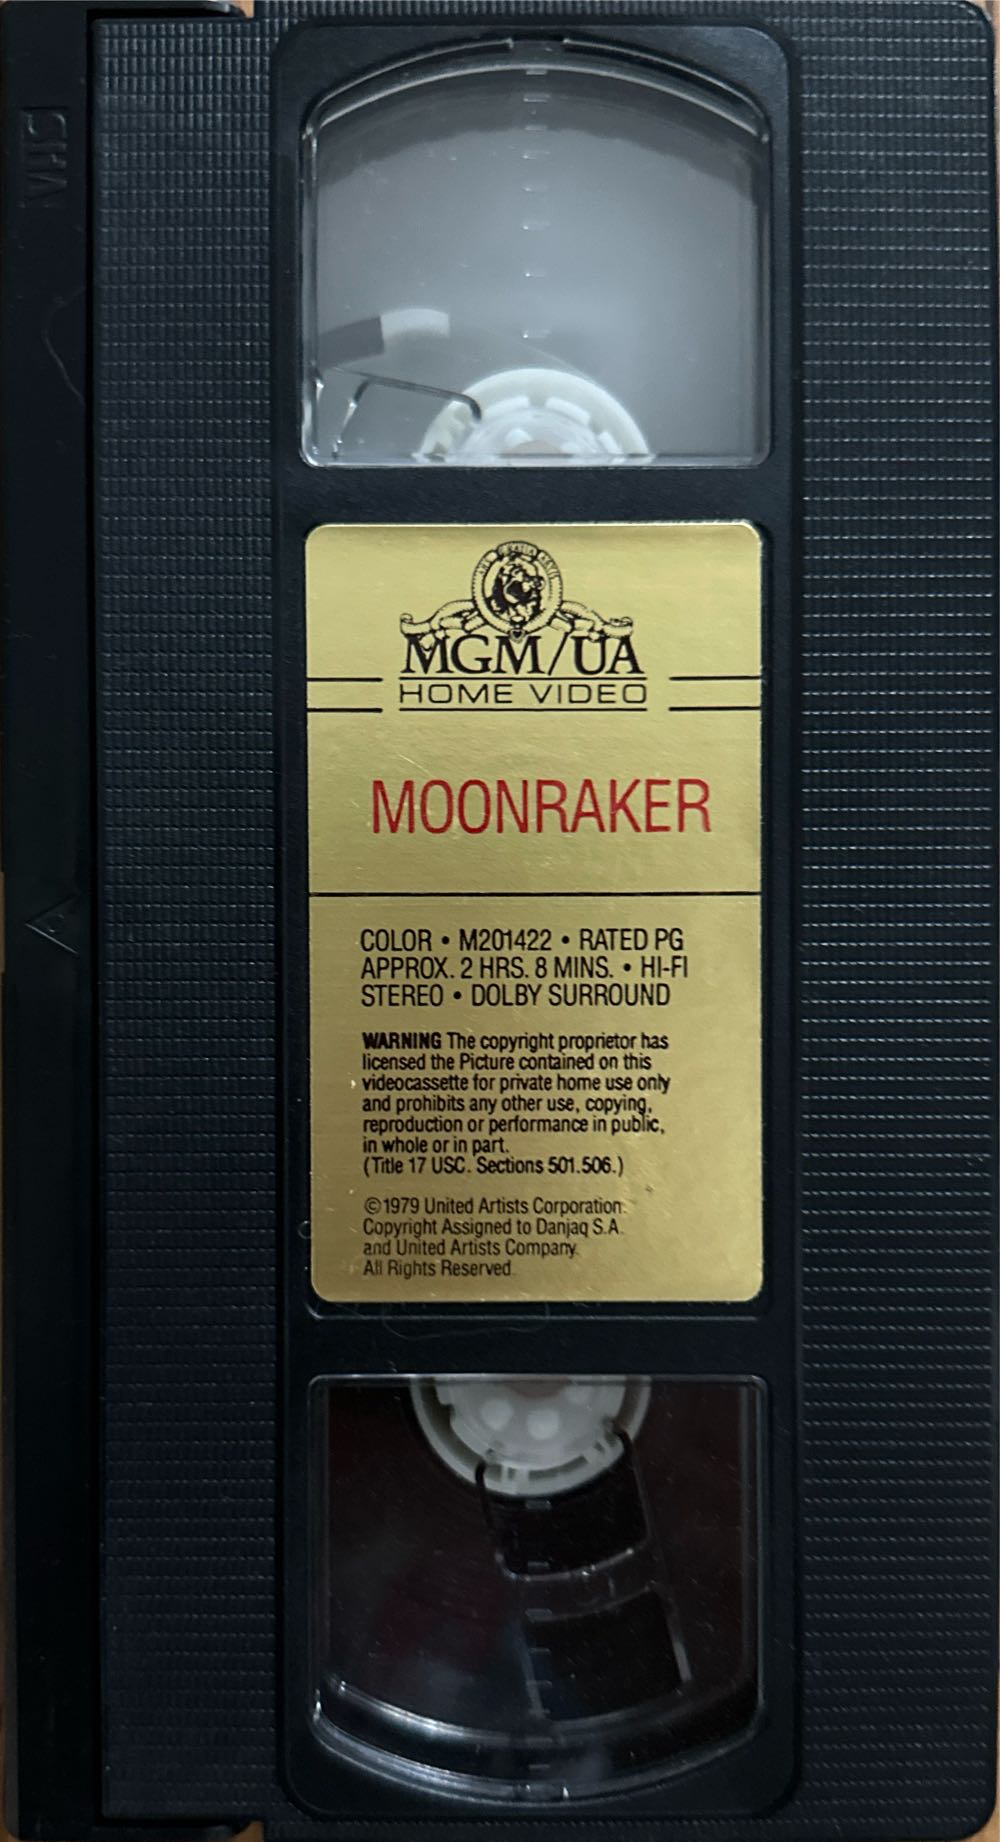 VHS
MGM/UA
HOME VIDEO
MOONRAKER
COLOR • M201422 • RATED PG
APPROX. 2 HRS. 8 MINS. • HI-FI
STEREO • DOLBY SURROUND
WARNING The copyright proprietor has
licensed the Picture contained on this
videocassette for private home use only
and prohibits any other use, copying,
reproduction or performance in public,
in whole or in part.
(Title 17 USC. Sections 501.506.)
©1979 United Artists Corporation.
Copyright Assigned to Danjaq S.A.
and United Artists Company.
All Rights Reserved.